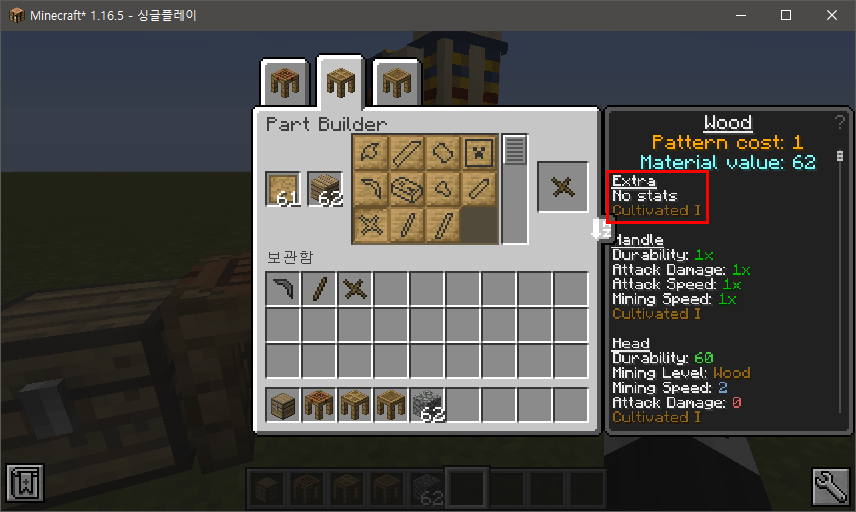 Minecraft* 1.16.5 - 싱글플레이
Part Builder
61
62
보관함
62
62
Wood
?
Pattern cost: 1
Material value: 62
Extra
No stats
Cultivated I
Handle
Durability: 1x
Attack Damage: 1x
Attack Speed: 1x
Mining Speed: 1x
Cultivated I
Head
Durability: 60
Mining Level: Wood
Mining Speed: 2
Attack Damage: 0
Cultivated I